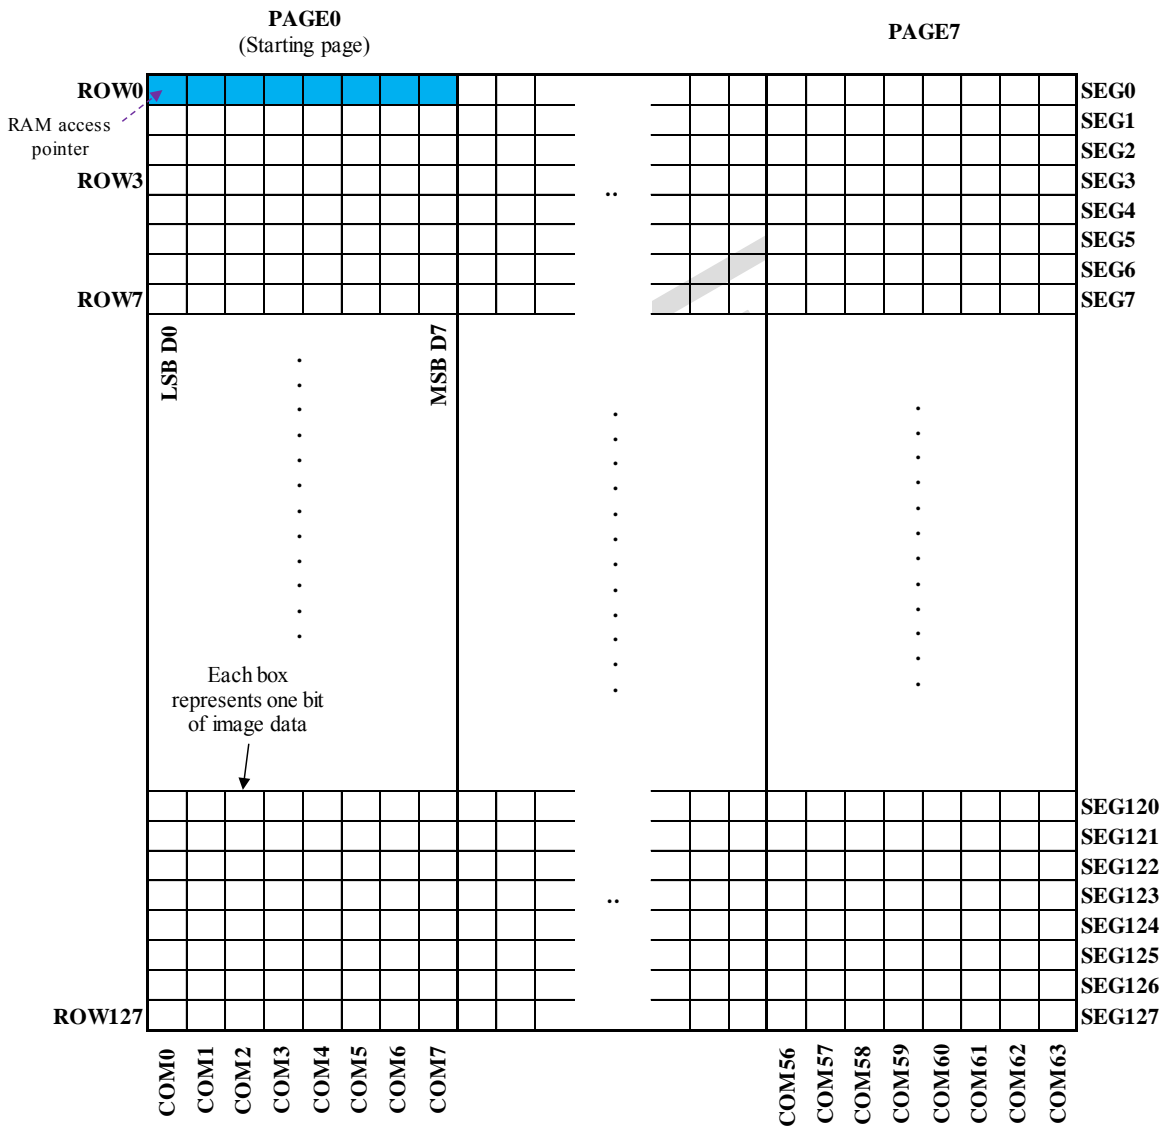 PAGE0
(Starting page)
PAGE7
ROW0
RAM access
pointer
ROW3
ROW7
SEG0
SEG1
SEG2
SEG3
SEG4
SEG5
SEG6
SEG7
..
LSB D0
MSB D7
Each box
represents one bit
of image data
..
SEG120
SEG121
SEG122
SEG123
SEG124
SEG125
SEG126
SEG127
ROW127
COM0
COM1
COM2
COM3
COM4
COM5
COM6
COM7
COM56
COM57
COM58
COM59
COM60
COM61
COM62
COM63